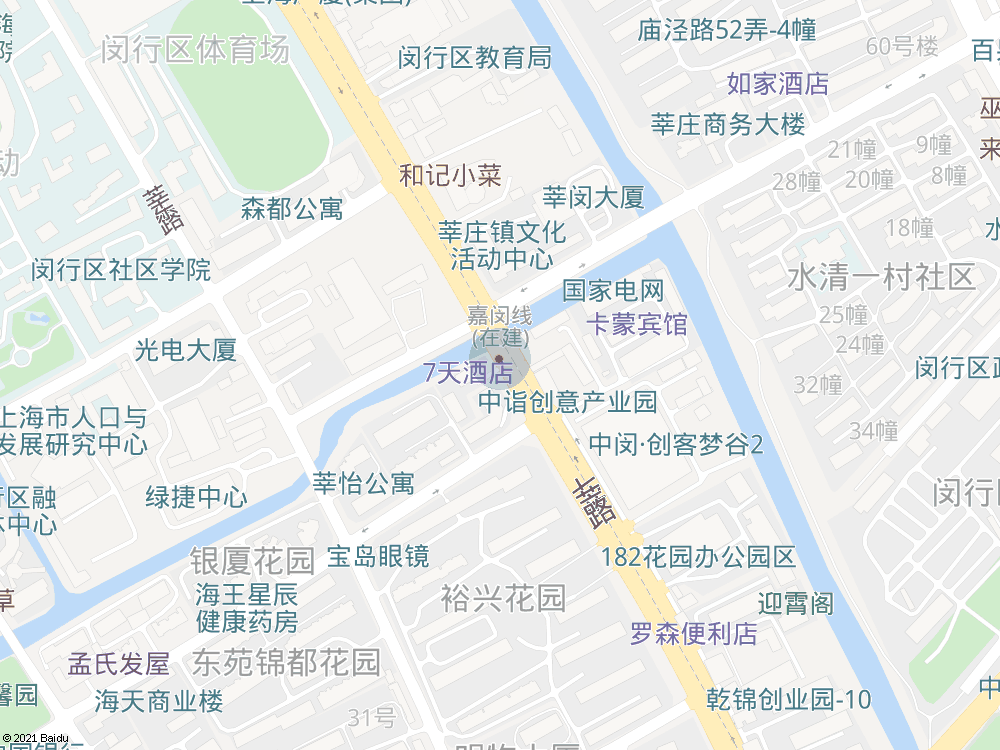 上海广厦(集团)
庙泾路52弄-4幢
闵行区体育场
闵行区教育局
60号楼
如家酒店
莘庄商务大楼
9幢
21幢
20幢
8幢
28幢
和记小菜
莘闵大厦
森都公寓
18幢
莘庄镇文化
活动中心
闵行区社区学院
国家电网
水清一村社区
嘉闵线
(在建)
卡蒙宾馆
25幢
24幢
光电大厦
7天酒店
32幢
中谊创意产业园
上海市人口与
发展研究中心
34幢
中闵·创客梦谷2
莘怡公寓
绿捷中心
182花园办公园区
银厦花园
宝岛眼镜
海王星辰
健康药房
裕兴花园
迎霄阁
罗森便利店
孟氏发屋
东苑锦都花园
海天商业楼
乾锦创业园-10
31号
© 2021 Baidu